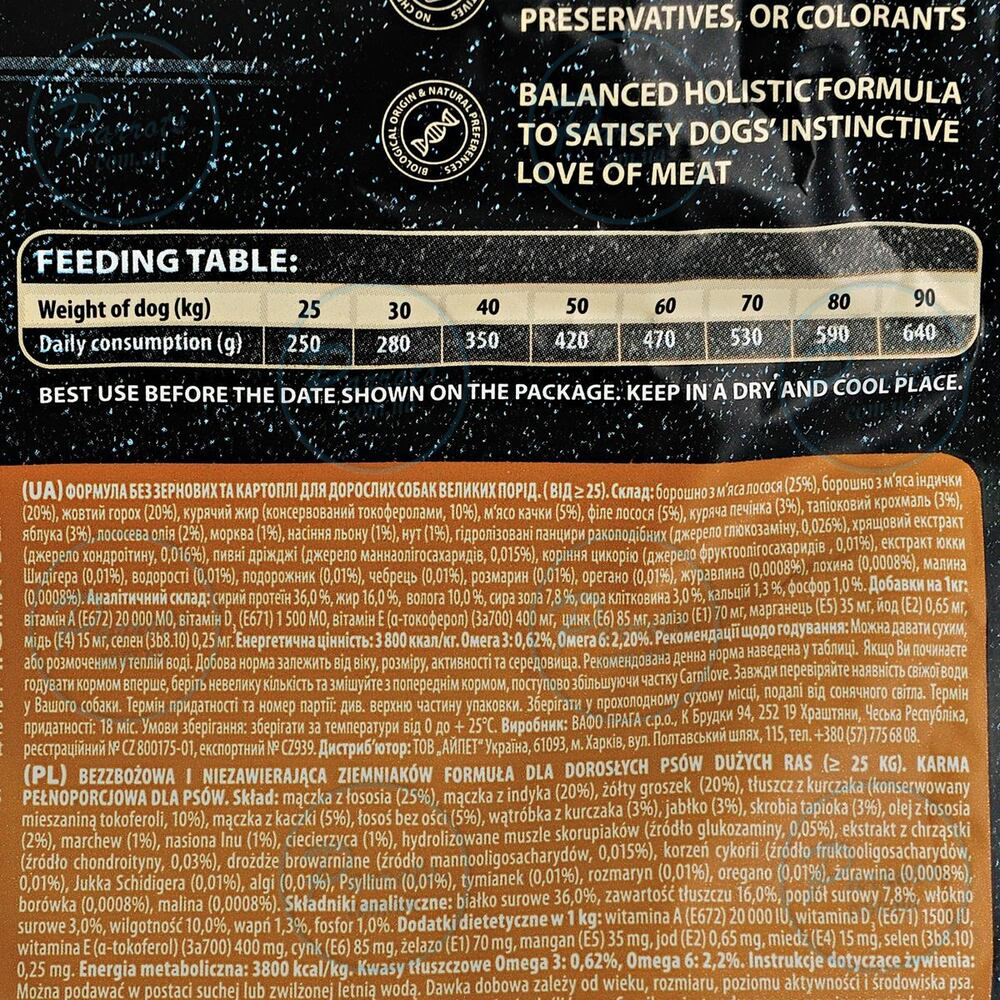 PRESERVATIVES, OR COLORANTS
BIOLOGICAL ORIGIN & NATURAL PREFERENCES
BALANCED HOLISTIC FORMULA
TO SATISFY DOGS' INSTINCTIVE
LOVE OF MEAT
FEEDING TABLE:
Weight of dog (kg) 25 30 40 50 60 70 80 90
Daily consumption (g) 250 280 350 420 470 530 590 640
BEST USE BEFORE THE DATE SHOWN ON THE PACKAGE. KEEP IN A DRY AND COOL PLACE.
(UA) ФОРМУЛА БЕЗ ЗЕРНОВИХ ТА КАРТОПЛІ ДЛЯ ДОРОСЛИХ СОБАК ВЕЛИКИХ ПОРІД. (ВІД ≥ 25). Склад: борошно з м'яса лосося (25%), борошно з м'яса індички
(20%), жовтий горох (20%), курячий жир (консервований токоферолами, 10%), м'ясо качки (5%), філе лосося (5%), куряча печінка (3%), тапіоковий крохмаль (3%),
яблука (3%), лососева олія (2%), морква (1%), насіння льону (1%), нут (1%), гідролізовані панцири ракоподібних (джерело глюкозаміну, 0,026%), хрящовий екстракт
(джерело хондроітину, 0,016%), пивні дріжджі (джерело маннаолігосахаридів, 0,015%), коріння цикорію (джерело фруктоолігосахаридів , 0,01%), екстракт юкки
Шидігера (0,01%), водорості (0,01%), подорожник (0,01%), чебрець (0,01%), розмарин (0,01%), орегано (0,01%), журавлина (0,0008%), лохина (0,0008%), малина
(0,0008%). Аналітичний склад: сирий протеїн 36,0 %, жир 16,0 %, волога 10,0 %, сира зола 7,8 %, сира клітковина 3,0 %, кальцій 1,3 %, фосфор 1,0 %. Добавки на 1кг:
вітамін А (E672) 20 000 МО, вітамін D₃ (E671) 1 500 МО, вітамін Е (α-токоферол) (3a700) 400 мг, цинк (E6) 85 мг, залізо (E1) 70 мг, марганець (E5) 35 мг, йод (E2) 0,65 мг,
мідь (E4) 15 мг, селен (3b8.10) 0,25 мг. Енергетична цінність: 3 800 ккал/кг. Омега 3: 0,62%, Омега 6: 2,20%. Рекомендації щодо годування: Можна давати сухим,
або розмоченим у теплій воді. Добова норма залежить від віку, розміру, активності та середовища. Рекомендована денна норма наведена у таблиці. Якщо Ви починаєте
годувати кормом вперше, беріть невелику кількість та змішуйте з попереднім кормом, поступово збільшуючи частку Carnilove. Завжди перевіряйте наявність свіжої води
у Вашого собаки. Термін придатності та номер партії: див. верхню частину упаковки. Зберігати у прохолодному сухому місці, подалі від сонячного світла. Термін
придатності: 18 міс. Умови зберігання: зберігати за температури від 0 до + 25°C. Виробник: ВАФО ПРАГА с.р.о., К Брудки 94, 252 19 Храштяни, Чеська Республіка,
реєстраційний № CZ 800175-01, експортний № CZ939. Дистриб'ютор: ТОВ „АЙПЕТ" Україна, 61093, м. Харків, вул. Полтавський шлях, 115, тел. +380 (57) 775 68 08.
(PL) BEZZBOŻOWA I NIEZAWIERAJĄCA ZIEMNIAKÓW FORMUŁA DLA DOROSŁYCH PSÓW DUŻYCH RAS (≥ 25 KG). KARMA
PEŁNOPORCJOWA DLA PSÓW. Skład: mączka z łososia (25%), mączka z indyka (20%), żółty groszek (20%), tłuszcz z kurczaka (konserwowany
mieszaniną tokoferoli, 10%), mączka z kaczki (5%), łosoś bez ości (5%), wątróbka z kurczaka (3%), jabłko (3%), skrobia tapioka (3%), olej z łososia
(2%), marchew (1%), nasiona lnu (1%), ciecierzyca (1%), hydrolizowane muszle skorupiaków (źródło glukozaminy, 0,05%), ekstrakt z chrząstki
(źródło chondroityny, 0,03%), drożdże browarniane (źródło mannooligosacharydów, 0,015%), korzeń cykorii (źródło fruktooligosacharydów,
0,01%), Jukka Schidigera (0,01%), algi (0,01%), Psyllium (0,01%), tymianek (0,01%), rozmaryn (0,01%), oregano (0,01%), żurawina (0,0008%),
borówka (0,0008%), malina (0,0008%). Składniki analityczne: białko surowe 36,0%, zawartość tłuszczu 16,0%, popiół surowy 7,8%, włókno
surowe 3,0%, wilgotność 10,0%, wapń 1,3%, fosfor 1,0%. Dodatki dietetyczne w 1 kg: witamina A (E672) 20 000 IU, witamina D₃ (E671) 1500 IU,
witamina E (α-tokoferol) (3a700) 400 mg, cynk (E6) 85 mg, żelazo (E1) 70 mg, mangan (E5) 35 mg, jod (E2) 0,65 mg, miedź (E4) 15 mg, selen (3b8.10)
0,25 mg. Energia metaboliczna: 3800 kcal/kg. Kwasy tłuszczowe Omega 3: 0,62%, Omega 6: 2,2%. Instrukcje dotyczące żywienia:
Można podawać w postaci suchej lub zwilżonej letnią wodą. Dawka dobowa zależy od wieku, rozmiaru, poziomu aktywności i środowiska psa.